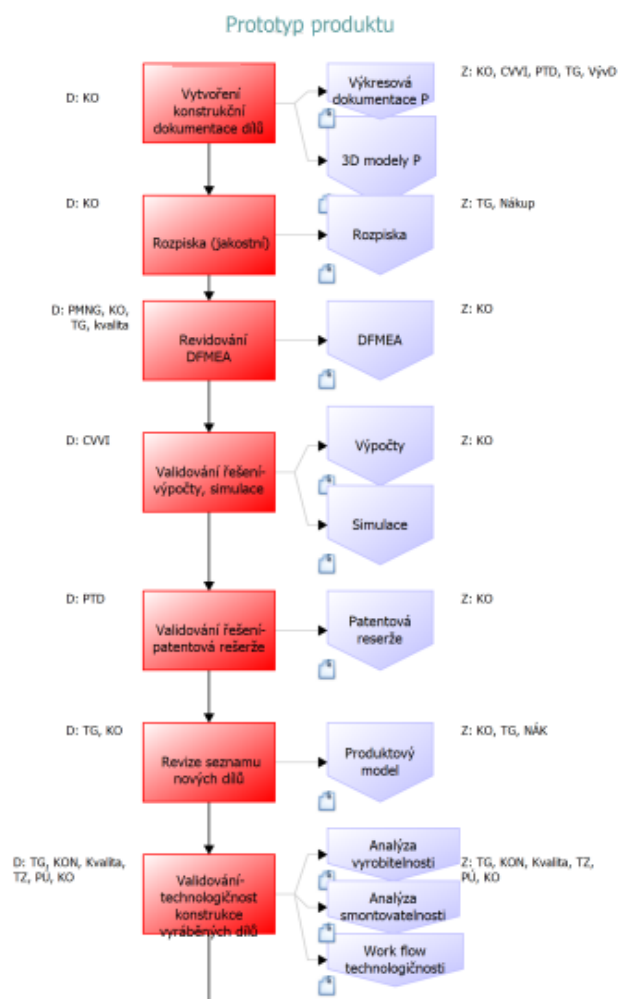 Prototyp produktu
D: KO
Vytvoření
konstrukční
dokumentace dílů
Výkresová
dokumentace P
3D modely P
Z: KO, CVVI, PTD, TG, VývD
D: KO
Rozpiska (jakostní)
Rozpiska
Z: TG, Nákup
D: PMNG, KO,
TG, kvalita
Revidování
DFMEA
DFMEA
Z: KO
D: CVVI
Validování řešení-
výpočty, simulace
Výpočty
Simulace
Z: KO
D: PTD
Validování řešení-
patentová rešerže
Patentová
reserže
Z: KO
D: TG, KO
Revize seznamu
nových dílů
Produktový
model
Z: KO, TG, NÁK
D: TG, KON, Kvalita,
TZ, PÚ, KO
Validování-
technologičnost
konstrukce
vyráběných dílů
Analýza
vyrobitelnosti
Analýza
smontovatelnosti
Work flow
technologičnosti
Z: TG, KON, Kvalita, TZ,
PÚ, KO